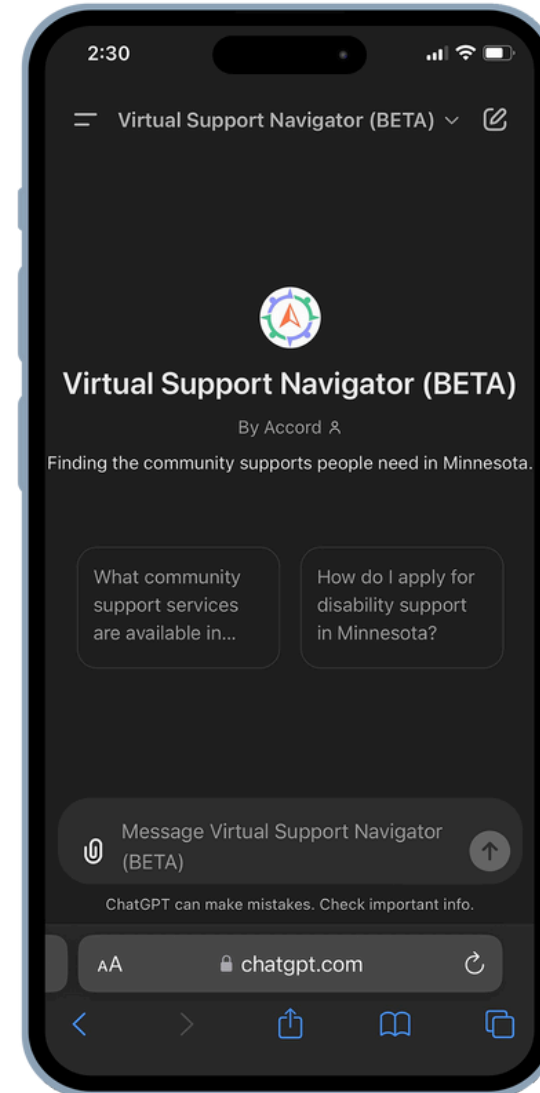 2:30
Virtual Support Navigator (BETA)
Virtual Support Navigator (BETA)
By Accord
Finding the community supports people need in Minnesota.
What community
support services
are available in...
How do I apply for
disability support
in Minnesota?
Message Virtual Support Navigator
(BETA)
ChatGPT can make mistakes. Check important info.
AA chatgpt.com